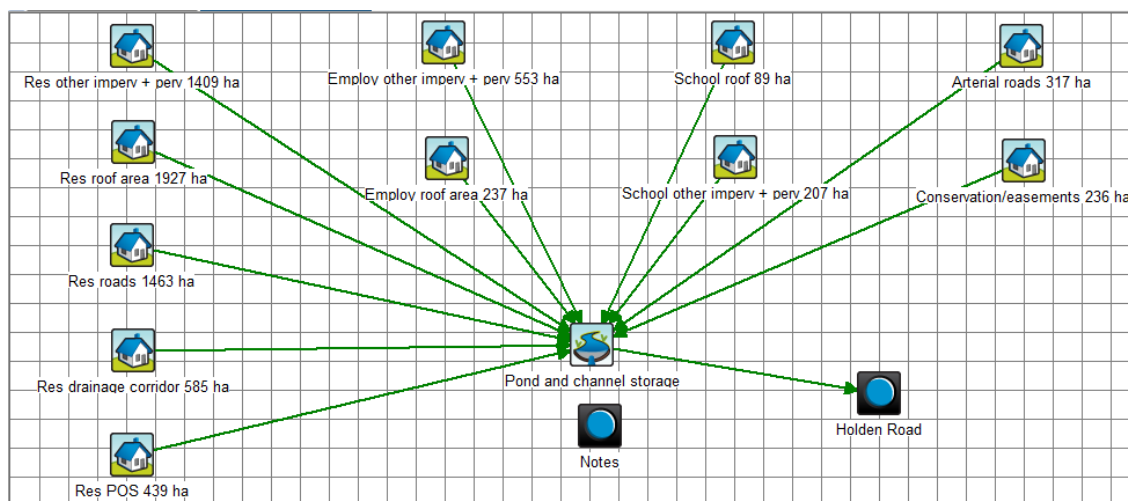 Res other imperv + perv 1409 ha
Employ other imperv + perv 553 ha
School roof 89 ha
Arterial roads 317 ha
Res roof area 1927 ha
Employ roof area 237 ha
School other imperv + perv 207 ha
Conservation/easements 236 ha
Res roads 1463 ha
Res drainage corridor 585 ha
Pond and channel storage
Holden Road
Notes
Res POS 439 ha